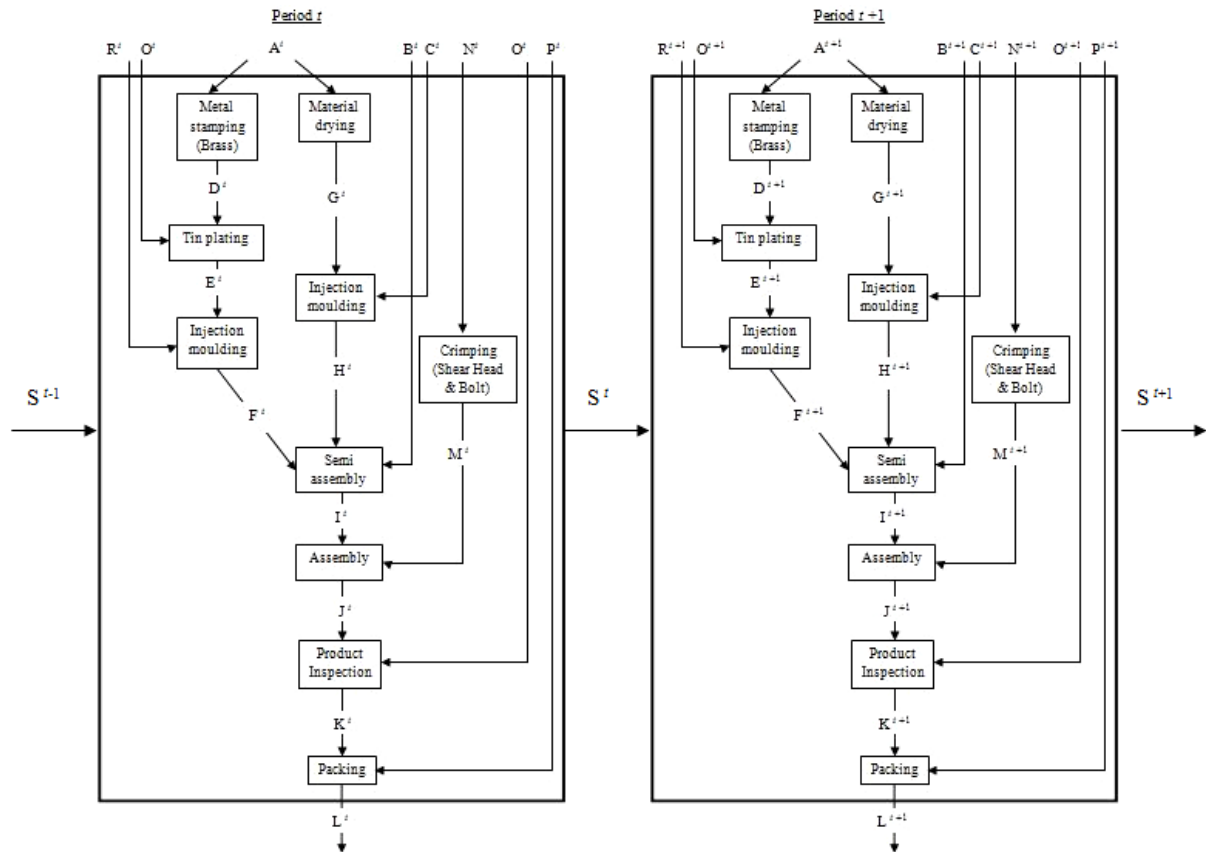 Period t
Period t+1
R^t O^t A^t B^t C^t N^t O^t P^t
R^t+1 O^t+1 A^t+1 B^t+1 C^t+1 N^t+1 O^t+1 P^t+1
Metal
stamping
(Brass)
Material
drying
D^t
G^t
Tin plating
E^t
Injection
moulding
Injection
moulding
H^t
Crimping
(Shear Head
& Bolt)
F^t
M^t
Semi
assembly
I^t
Assembly
J^t
Product
Inspection
K^t
Packing
L^t
S^t-1
S^t
Metal
stamping
(Brass)
Material
drying
D^t+1
G^t+1
Tin plating
E^t+1
Injection
moulding
Injection
moulding
H^t+1
Crimping
(Shear Head
& Bolt)
F^t+1
M^t+1
Semi
assembly
I^t+1
Assembly
J^t+1
Product
Inspection
K^t+1
Packing
L^t+1
S^t+1